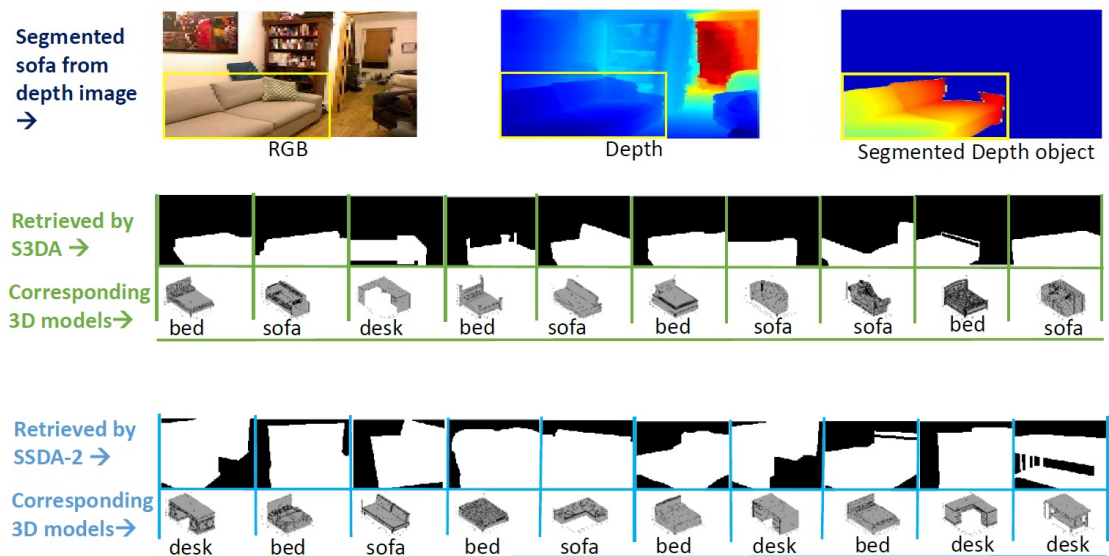 Segmented
sofa from
depth image
→
RGB
Depth
Segmented Depth object
Retrieved by
S3DA →
Corresponding
3D models→
bed sofa desk bed sofa bed sofa sofa bed sofa
Retrieved by
SSDA-2 →
Corresponding
3D models→
desk bed sofa bed sofa bed desk bed desk desk